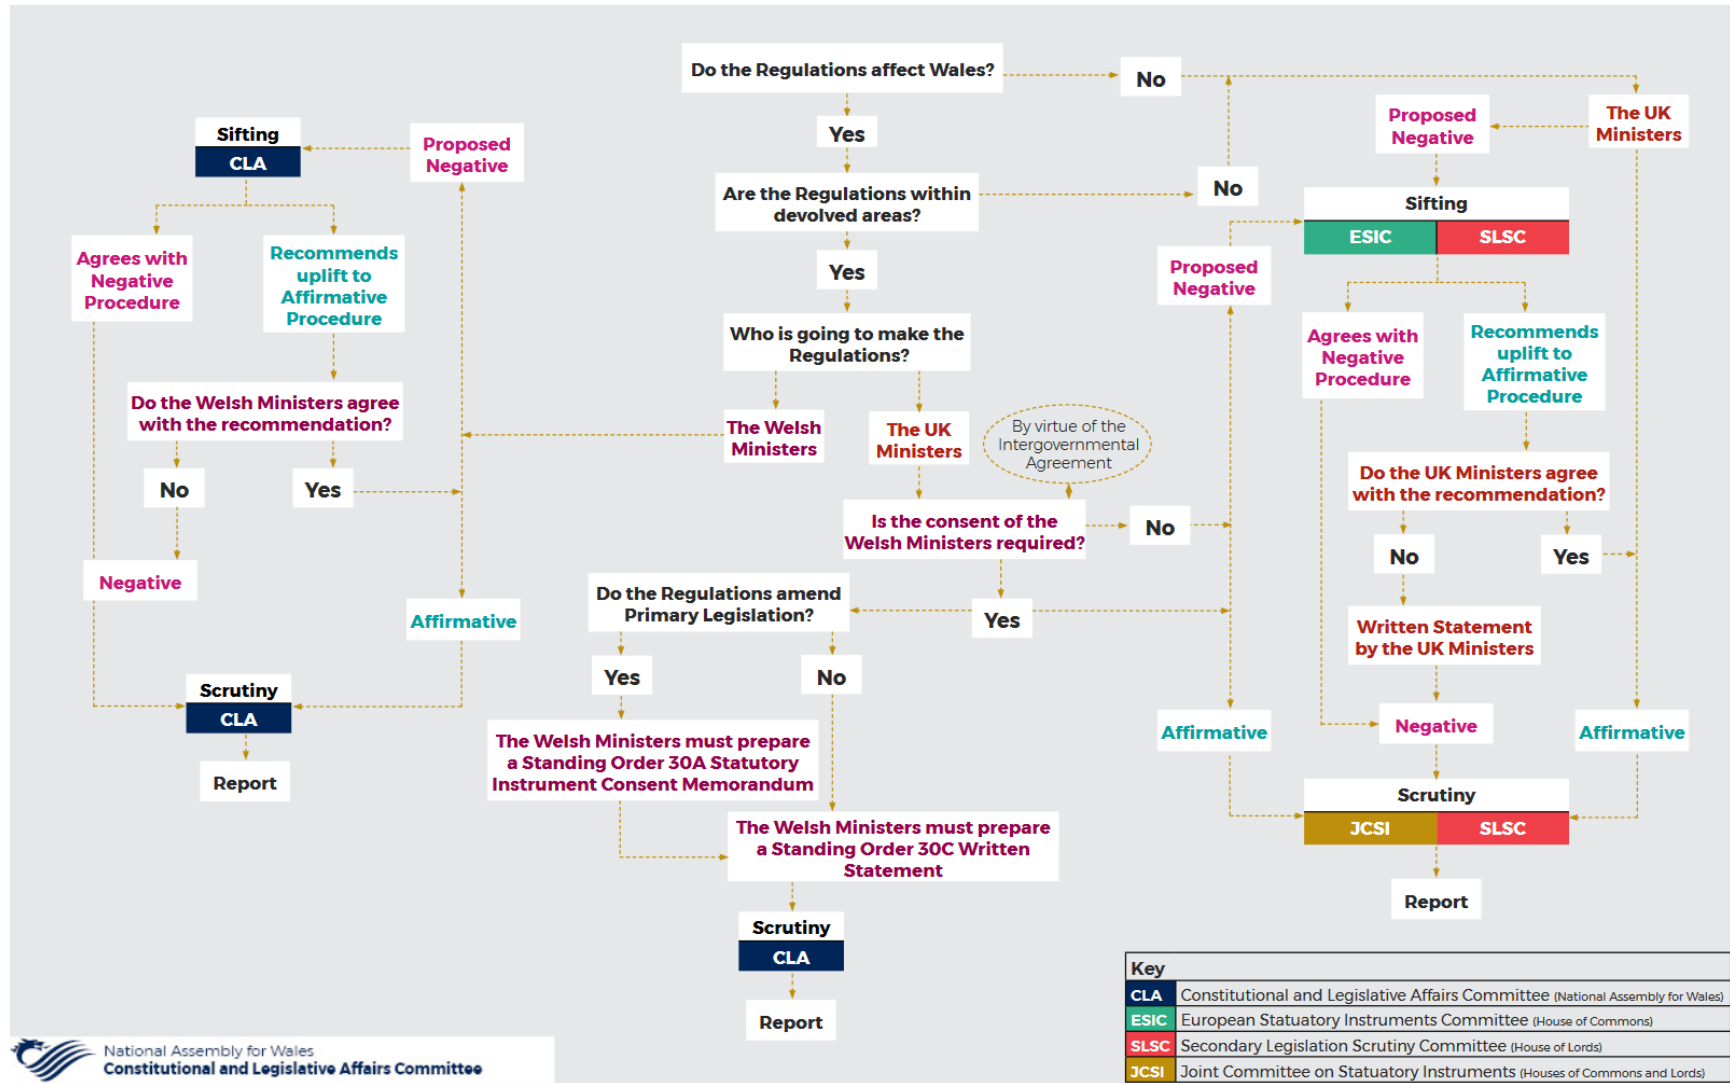 Do the Regulations affect Wales?
No
Yes
Are the Regulations within
devolved areas?
No
Yes
Who is going to make the
Regulations?
The Welsh
Ministers
The UK
Ministers
By virtue of the
Intergovernmental
Agreement
Is the consent of the
Welsh Ministers required?
No
Yes
Do the Regulations amend
Primary Legislation?
Yes
No
The Welsh Ministers must prepare
a Standing Order 30A Statutory
Instrument Consent Memorandum
The Welsh Ministers must prepare
a Standing Order 30C Written
Statement
Scrutiny
CLA
Report
Proposed
Negative
Sifting
CLA
Agrees with
Negative
Procedure
Recommends
uplift to
Affirmative
Procedure
Do the Welsh Ministers agree
with the recommendation?
No
Yes
Negative
Affirmative
Scrutiny
CLA
Report
The UK
Ministers
Proposed
Negative
Proposed
Negative
Sifting
ESIC
SLSC
Agrees with
Negative
Procedure
Recommends
uplift to
Affirmative
Procedure
Do the UK Ministers agree
with the recommendation?
No
Yes
Written Statement
by the UK Ministers
Affirmative
Negative
Affirmative
Scrutiny
JCSI
SLSC
Report
Key
CLA Constitutional and Legislative Affairs Committee (National Assembly for Wales)
ESIC European Statuatory Instruments Committee (House of Commons)
SLSC Secondary Legislation Scrutiny Committee (House of Lords)
JCSI Joint Committee on Statuatory Instruments (Houses of Commons and Lords)
National Assembly for Wales
Constitutional and Legislative Affairs Committee